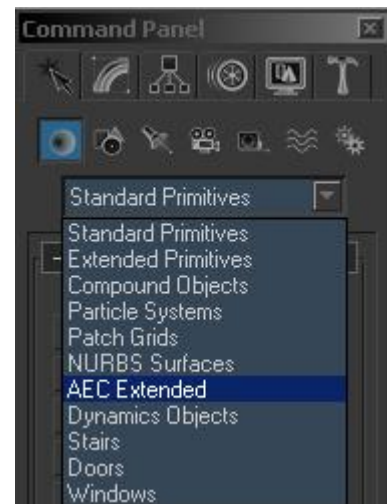 Command Panel
Standard Primitives
Standard Primitives
Extended Primitives
Compound Objects
Particle Systems
Patch Grids
NURBS Surfaces
AEC Extended
Dynamics Objects
Stairs
Doors
Windows